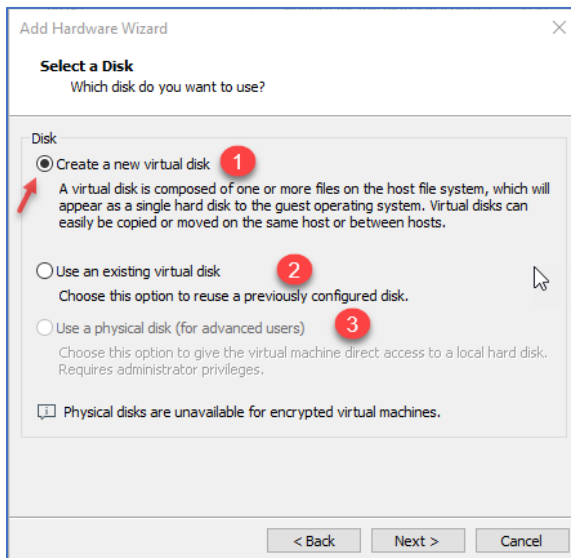 Add Hardware Wizard
Select a Disk
Which disk do you want to use?
Disk
Create a new virtual disk 1
A virtual disk is composed of one or more files on the host file system, which will
appear as a single hard disk to the guest operating system. Virtual disks can
easily be copied or moved on the same host or between hosts.
Use an existing virtual disk 2
Choose this option to reuse a previously configured disk.
Use a physical disk (for advanced users) 3
Choose this option to give the virtual machine direct access to a local hard disk.
Requires administrator privileges.
Physical disks are unavailable for encrypted virtual machines.
< Back Next > Cancel